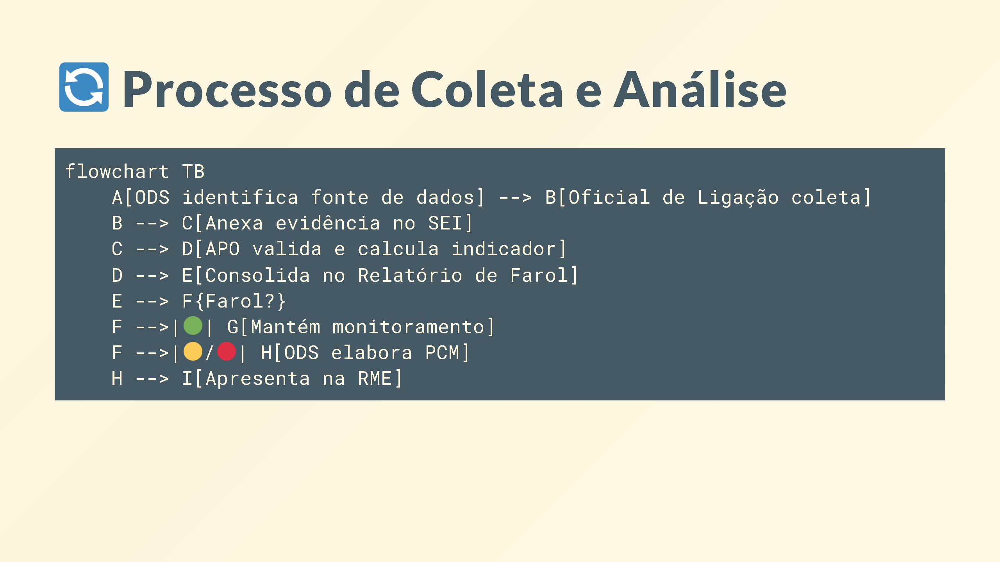 🔄 Processo de Coleta e Análise
flowchart TB
    A[ODS identifica fonte de dados] --> B[Oficial de Ligação coleta]
    B --> C[Anexa evidência no SEI]
    C --> D[APO valida e calcula indicador]
    D --> E[Consolida no Relatório de Farol]
    E --> F{Farol?}
    F -->|🟢| G[Mantém monitoramento]
    F -->|🟡/🔴| H[ODS elabora PCM]
    H --> I[Apresenta na RME]